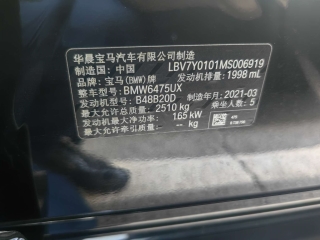 华晨宝马汽车有限公司制造
制造国：中国 LBV7Y0101MS006919
品牌：宝马(BMW)牌 发动机排量：1998 mL
整车型号：BMW6475UX
发动机型号：B48B20D 制造年月：2021-03
最大允许总质量：2510 kg 乘坐人数：5
最大净功率：165 kW
最大允许牵引质量：-- kg